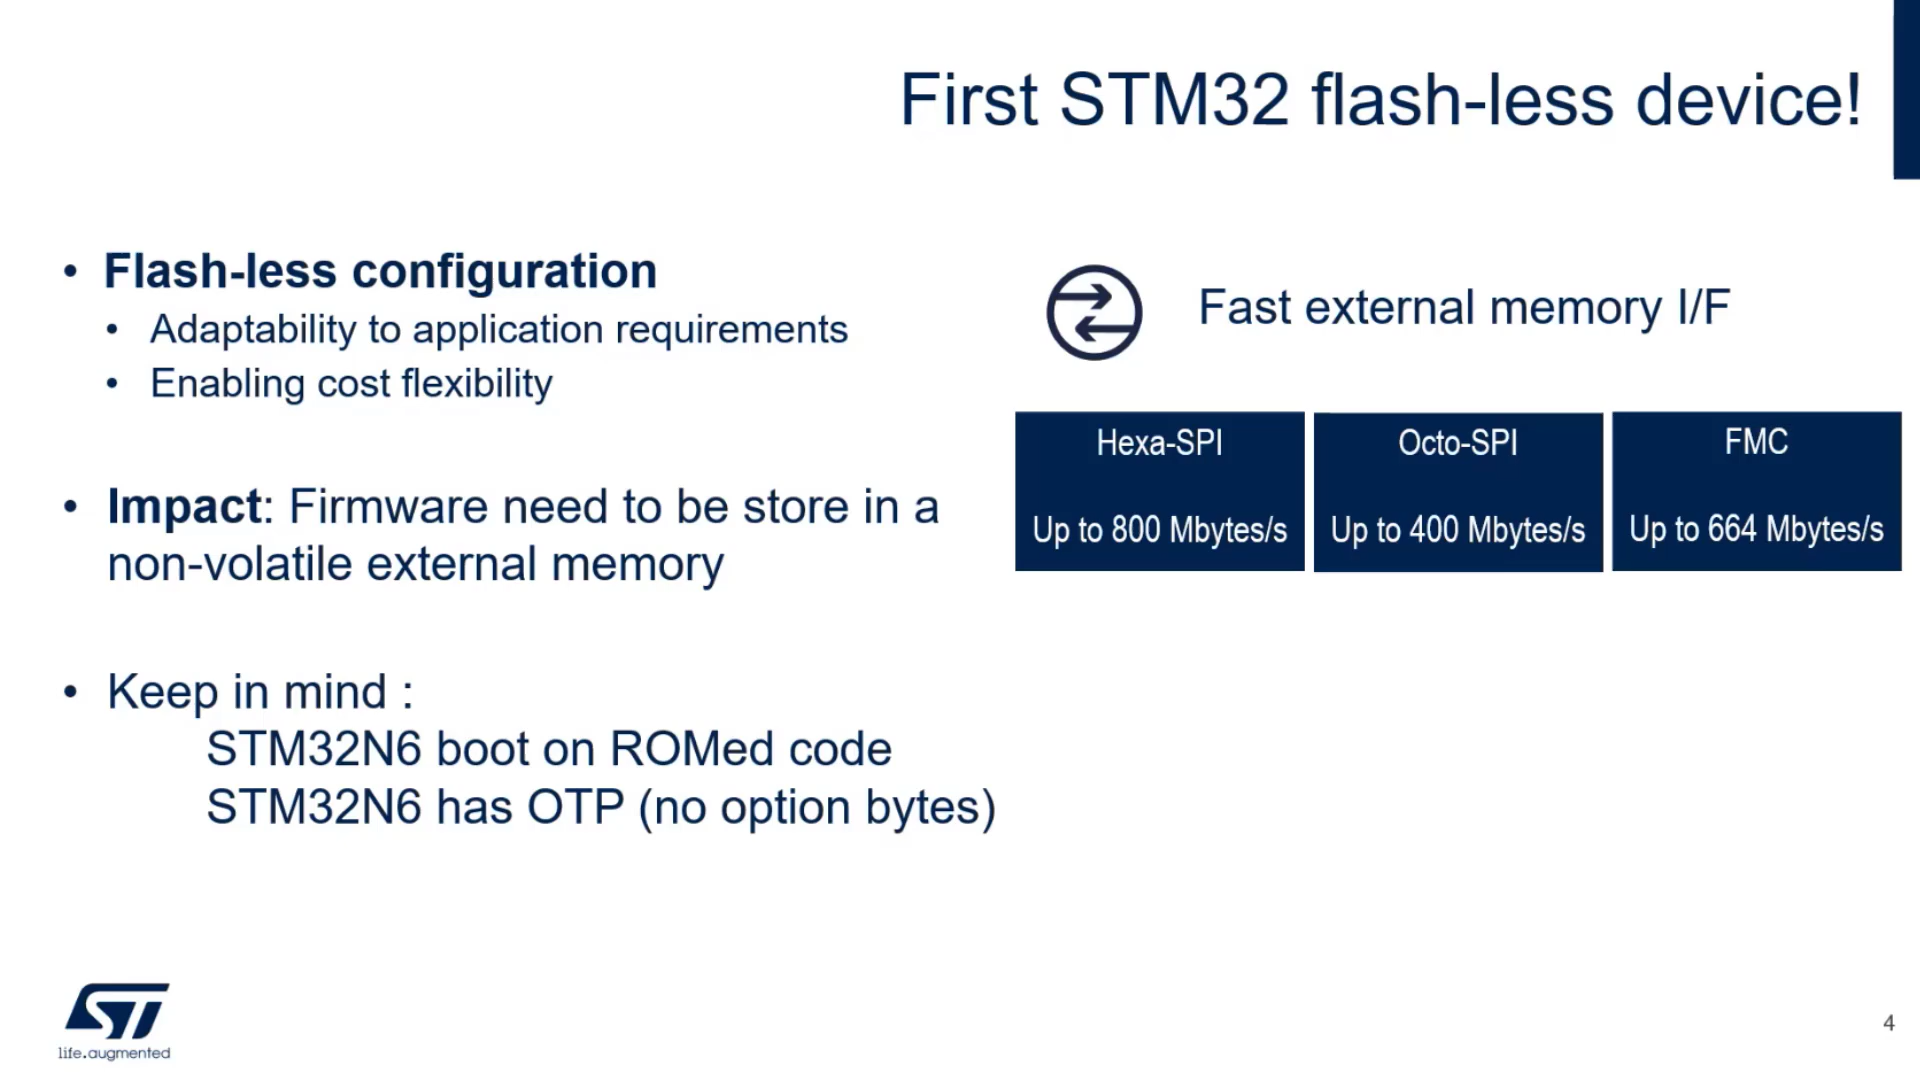 First STM32 flash-less device!
• Flash-less configuration
• Adaptability to application requirements
• Enabling cost flexibility
• Impact: Firmware need to be store in a
non-volatile external memory
• Keep in mind :
STM32N6 boot on ROMed code
STM32N6 has OTP (no option bytes)
Fast external memory I/F
Hexa-SPI
Up to 800 Mbytes/s
Octo-SPI
Up to 400 Mbytes/s
FMC
Up to 664 Mbytes/s
ST
life.augmented
4